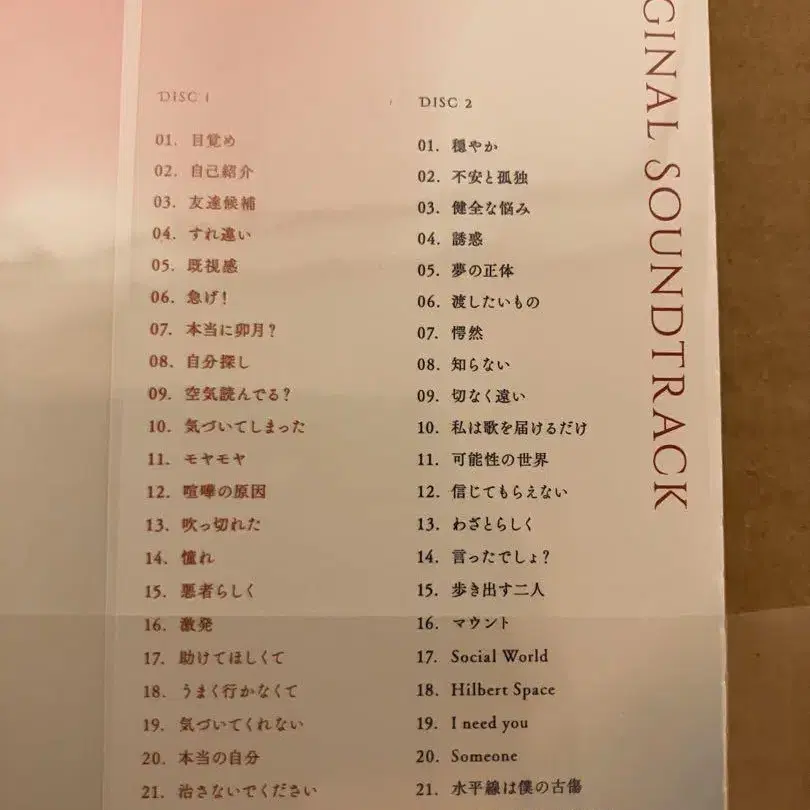 DISC 1
01. 目覚め
02. 自己紹介
03. 友達候補
04. すれ違い
05. 既視感
06. 急げ!
07. 本当に卯月?
08. 自分探し
09. 空気読んでる?
10. 気づいてしまった
11. モヤモヤ
12. 喧嘩の原因
13. 吹っ切れた
14. 憧れ
15. 悪者らしく
16. 激発
17. 助けてほしくて
18. うまく行かなくて
19. 気づいてくれない
20. 本当の自分
21. 治さないでください
DISC 2
01. 穏やか
02. 不安と孤独
03. 健全な悩み
04. 誘惑
05. 夢の正体
06. 渡したいもの
07. 愕然
08. 知らない
09. 切なく遠い
10. 私は歌を届けるだけ
11. 可能性の世界
12. 信じてもらえない
13. わざとらしく
14. 言ったでしょ?
15. 歩き出す二人
16. マウント
17. Social World
18. Hilbert Space
19. I need you
20. Someone
21. 水平線は僕の古傷
GINAL SOUNDTRACK